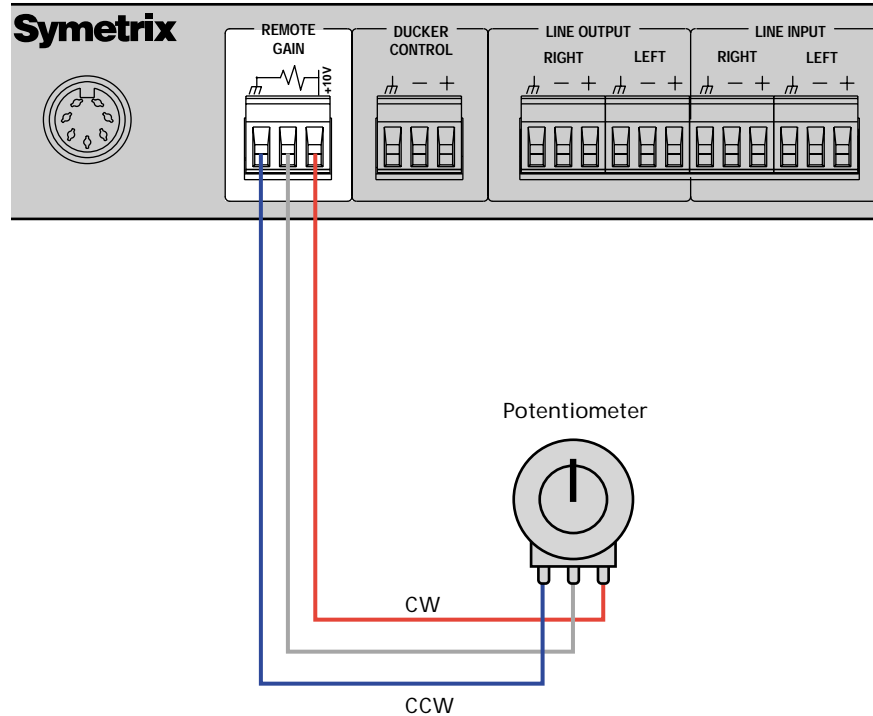 Symetrix
REMOTE
GAIN
+10V
DUCKER
CONTROL
− +
LINE OUTPUT
RIGHT
LEFT
− +
− +
LINE INPUT
RIGHT
LEFT
− +
− +
Potentiometer
CW
CCW